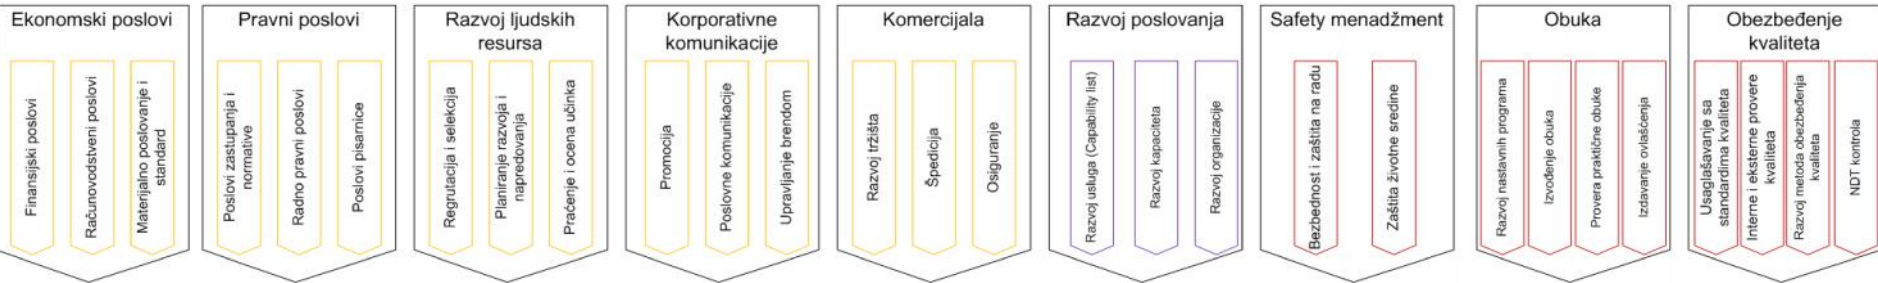 Ekonomski poslovi
Finansijski poslovi
Računovodstveni poslovi
Materijalno poslovanje i
standard
Pravni poslovi
Poslovi zastupanja i
normative
Radno pravni poslovi
Poslovi pisarnice
Razvoj ljudskih
resursa
Regrutacija i selekcija
Planiranje razvoja i
napredovanja
Praćenje i ocena učinka
Korporativne
komunikacije
Promocija
Poslovne komunikacije
Upravljanje brendom
Komercijala
Razvoj tržišta
Špedicija
Osiguranje
Razvoj poslovanja
Razvoj usluga (Capability list)
Razvoj kapaciteta
Razvoj organizacije
Safety menadžment
Bezbednost i zaštita na radu
Zaštita životne sredine
Obuka
Razvoj nastavnih programa
Izvođenje obuka
Provera praktične obuke
Izdavanje ovlašćenja
Obezbeđenje
kvaliteta
Usaglašavanje sa
standardima kvaliteta
Interne i eksterne provere
kvaliteta
Razvoj metoda obezbeđenja
kvaliteta
NDT kontrola